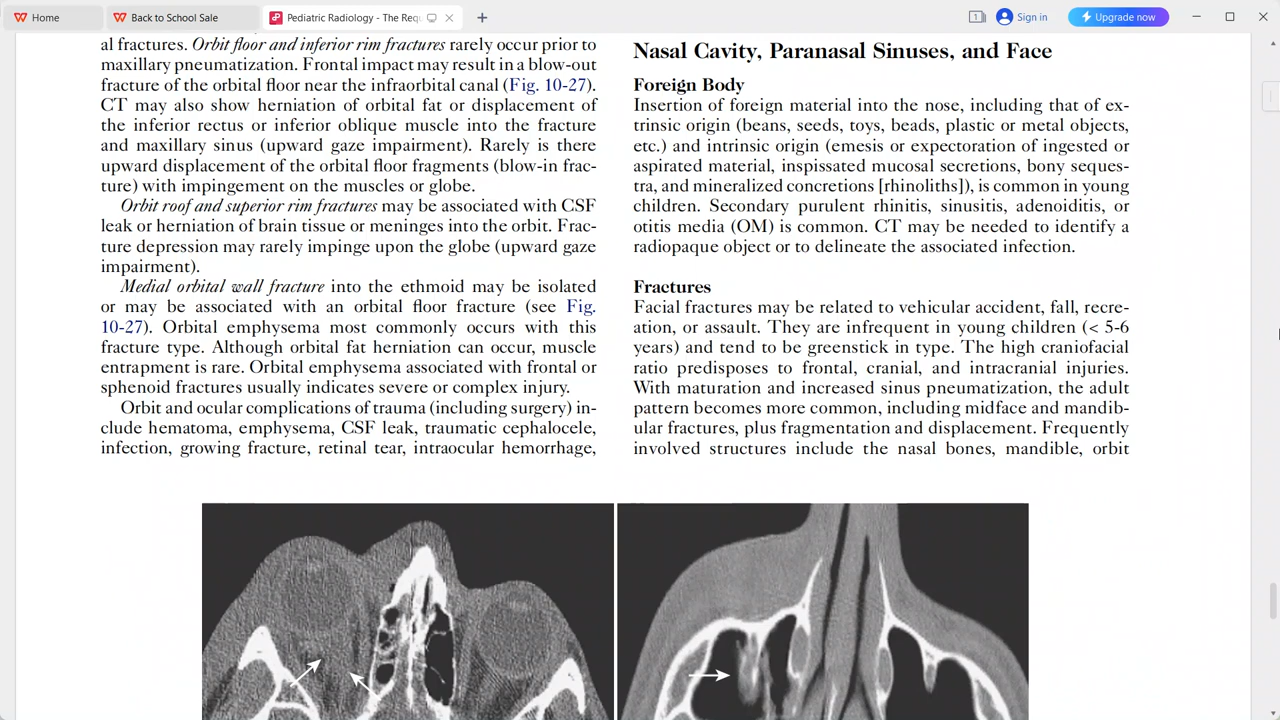 Home
Back to School Sale
Pediatric Radiology - The Requ
1
Sign in
Upgrade now
al fractures. Orbit floor and inferior rim fractures rarely occur prior to
maxillary pneumatization. Frontal impact may result in a blow-out
fracture of the orbital floor near the infraorbital canal (Fig. 10-27).
CT may also show herniation of orbital fat or displacement of
the inferior rectus or inferior oblique muscle into the fracture
and maxillary sinus (upward gaze impairment). Rarely is there
upward displacement of the orbital floor fragments (blow-in frac-
ture) with impingement on the muscles or globe.
Orbit roof and superior rim fractures may be associated with CSF
leak or herniation of brain tissue or meninges into the orbit. Frac-
ture depression may rarely impinge upon the globe (upward gaze
impairment).
Medial orbital wall fracture into the ethmoid may be isolated
or may be associated with an orbital floor fracture (see Fig.
10-27). Orbital emphysema most commonly occurs with this
fracture type. Although orbital fat herniation can occur, muscle
entrapment is rare. Orbital emphysema associated with frontal or
sphenoid fractures usually indicates severe or complex injury.
Orbit and ocular complications of trauma (including surgery) in-
clude hematoma, emphysema, CSF leak, traumatic cephalocele,
infection, growing fracture, retinal tear, intraocular hemorrhage,
Nasal Cavity, Paranasal Sinuses, and Face
Foreign Body
Insertion of foreign material into the nose, including that of ex-
trinsic origin (beans, seeds, toys, beads, plastic or metal objects,
etc.) and intrinsic origin (emesis or expectoration of ingested or
aspirated material, inspissated mucosal secretions, bony seques-
tra, and mineralized concretions [rhinoliths]), is common in young
children. Secondary purulent rhinitis, sinusitis, adenoiditis, or
otitis media (OM) is common. CT may be needed to identify a
radiopaque object or to delineate the associated infection.
Fractures
Facial fractures may be related to vehicular accident, fall, recre-
ation, or assault. They are infrequent in young children (< 5-6
years) and tend to be greenstick in type. The high craniofacial
ratio predisposes to frontal, cranial, and intracranial injuries.
With maturation and increased sinus pneumatization, the adult
pattern becomes more common, including midface and mandib-
ular fractures, plus fragmentation and displacement. Frequently
involved structures include the nasal bones, mandible, orbit